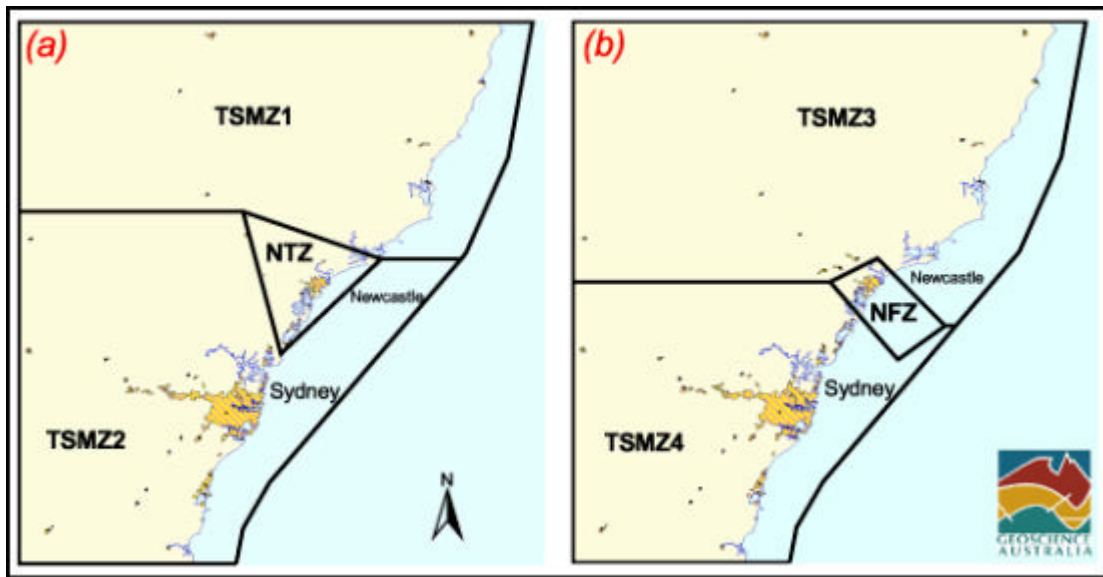 (a)
TSMZ1
NTZ
Newcastle
Sydney
TSMZ2
N
(b)
TSMZ3
Newcastle
NFZ
Sydney
TSMZ4
GEOSCIENCE
AUSTRALIA